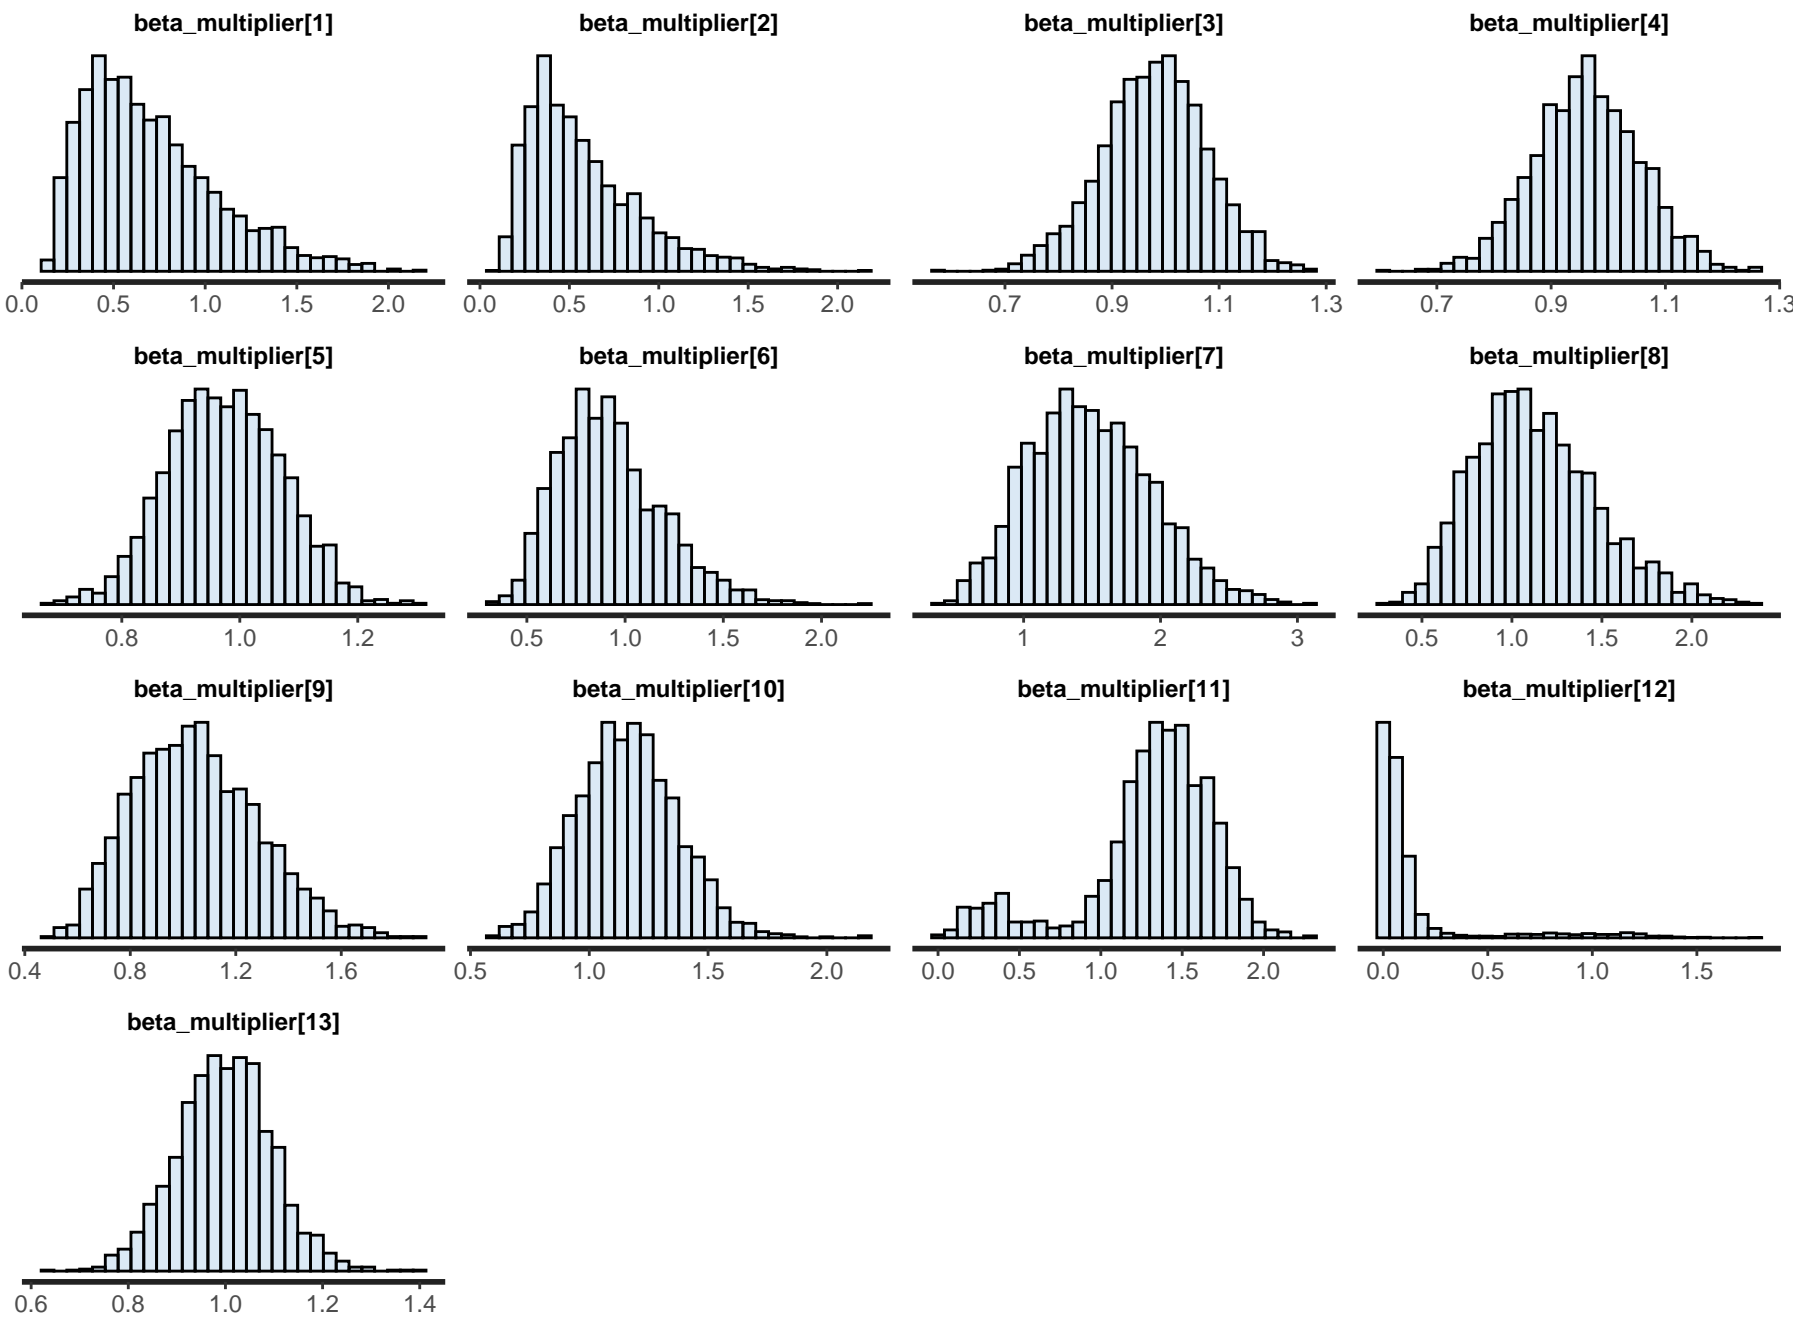 beta_multiplier[1] beta_multiplier[2] beta_multiplier[3] beta_multiplier[4]
0.0 0.5 1.0 1.5 2.0 0.0 0.5 1.0 1.5 2.0 0.7 0.9 1.1 1.3 0.7 0.9 1.1 1.3
beta_multiplier[5] beta_multiplier[6] beta_multiplier[7] beta_multiplier[8]
0.8 1.0 1.2 0.5 1.0 1.5 2.0 1 2 3 0.5 1.0 1.5 2.0
beta_multiplier[9] beta_multiplier[10] beta_multiplier[11] beta_multiplier[12]
0.4 0.8 1.2 1.6 0.5 1.0 1.5 2.0 0.0 0.5 1.0 1.5 2.0 0.0 0.5 1.0 1.5
beta_multiplier[13]
0.6 0.8 1.0 1.2 1.4